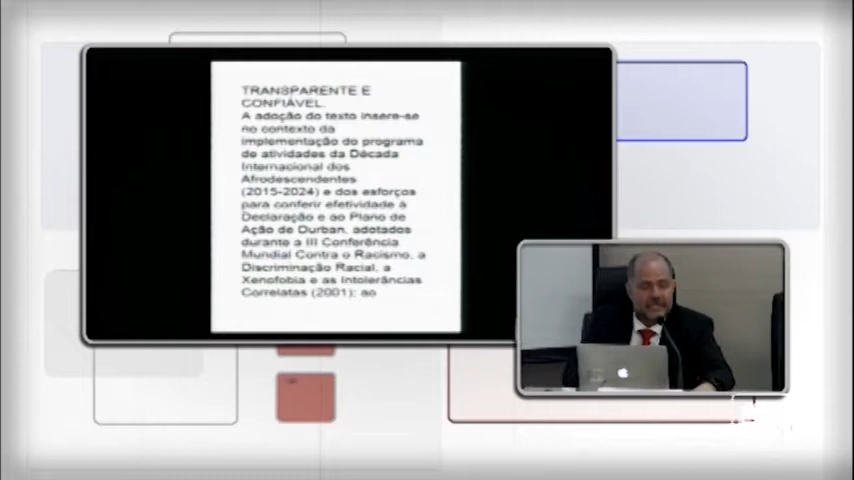 TRANSPARENTE E
CONFIÁVEL.
A adoção do texto insere-se
no contexto da
implementação do programa
de atividades da Década
Internacional dos
Afrodescendentes
(2015-2024) e dos esforços
para conferir efetividade à
Declaração e ao Plano de
Ação de Durban, adotados
durante a III Conferência
Mundial Contra o Racismo, a
Discriminação Racial, a
Xenofobia e as Intolerâncias
Correlatas (2001); ao